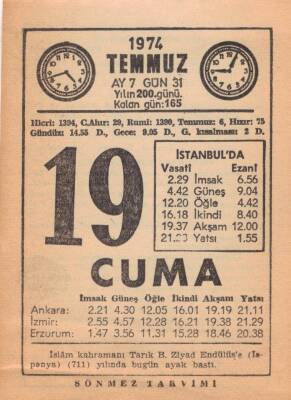 1974
TEMMUZ
AY 7 GÜN 31
Yılın 200.günü.
Kalan gün:165
Hicri: 1394, C.Ahır: 29, Rumi: 1390, Temmuz: 6, Hızır: 75
Gündüz: 14.55 D., Gece: 9.05 D., G. kısalması: 2 D.
19
İSTANBUL'DA
Vasatî Ezanî
2.29 İmsak 6.56
4.42 Güneş 9.04
12.20 Öğle 4.42
16.18 İkindi 8.40
19.37 Akşam 12.00
Yatsı 1.55
CUMA
İmsak Güneş Öğle İkindi Akşam Yatsı
Ankara: 2.21 4.30 12.05 16.01 19.19 21.11
İzmir: 2.55 4.57 12.28 16.21 19.38 21.29
Erzurum: 1.47 3.56 11.31 15.28 18.46 20.38
İslâm kahramanı Tarık B. Ziyad Endülüs'e (İs-
panya) (711) yılında bugün ayak bastı.
SÖNMEZ TAKVİMİ